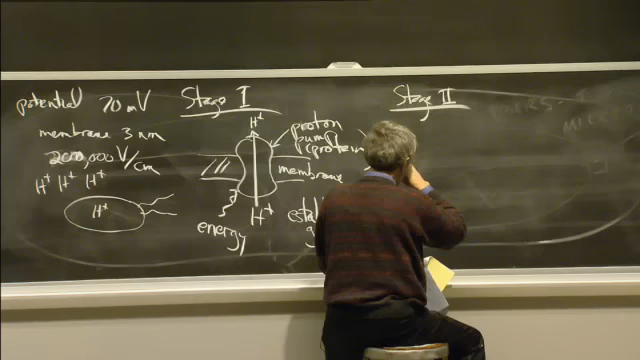 potential 70 mV
membrane 3 nm
200,000 V/cm
H⁺ H⁺ H⁺
H⁺
Stage I
H⁺
proton
pump
(protein
membrane
H⁺
energy
Stage II